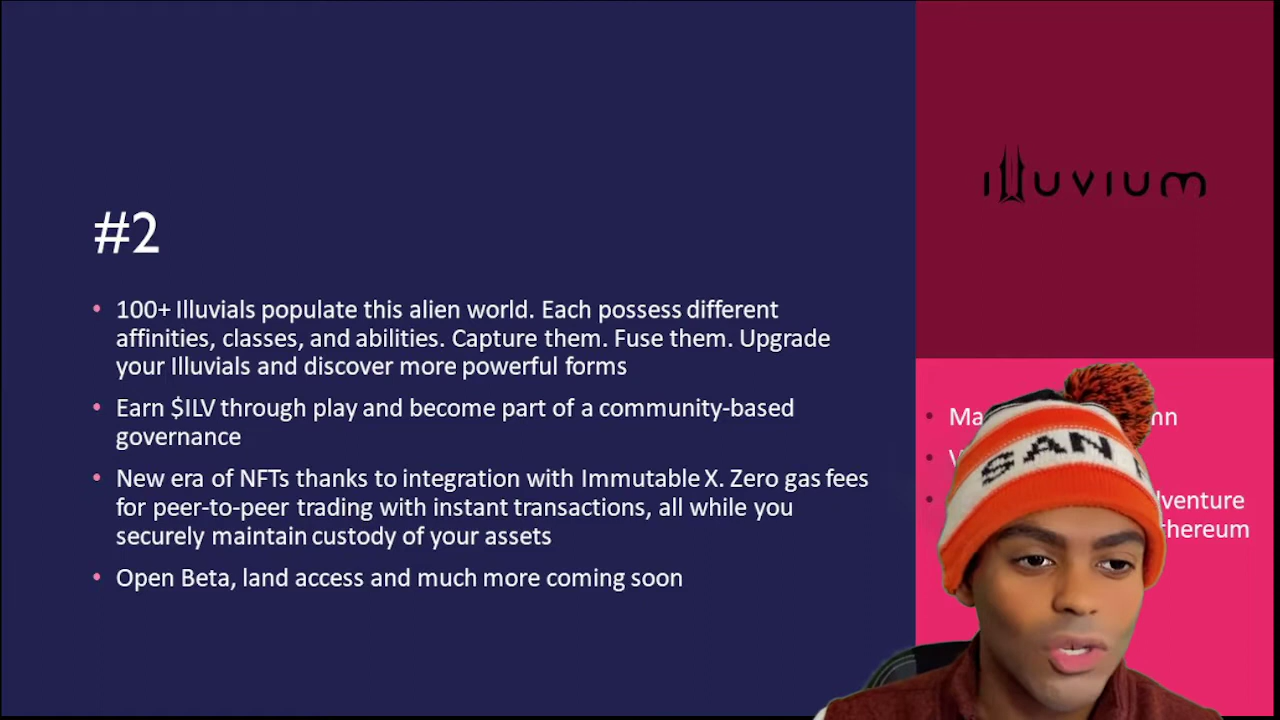 #2
100+ Illuvials populate this alien world. Each possess different
affinities, classes, and abilities. Capture them. Fuse them. Upgrade
your Illuvials and discover more powerful forms
Earn $ILV through play and become part of a community-based
governance
New era of NFTs thanks to integration with Immutable X. Zero gas fees
for peer-to-peer trading with instant transactions, all while you
securely maintain custody of your assets
Open Beta, land access and much more coming soon
illuvium
SAN